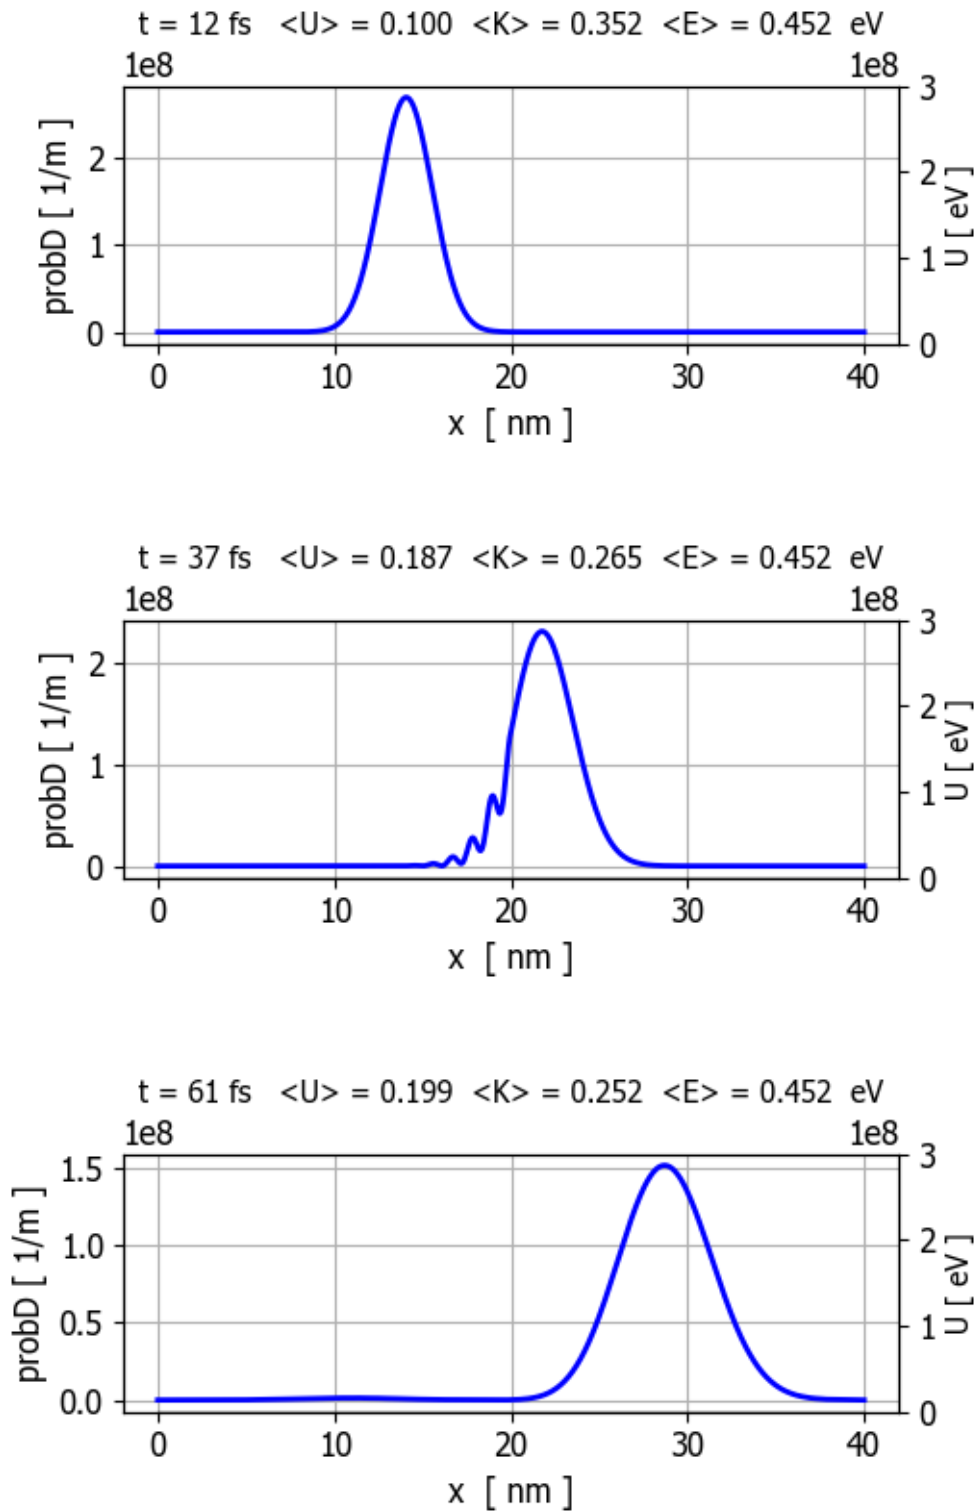 t = 12 fs <U> = 0.100 <K> = 0.352 <E> = 0.452 eV
1e8 1e8
probD [ 1/m ]
2
1
0
3
2
1
0
U [ eV ]
0 10 20 30 40
x [ nm ]
t = 37 fs <U> = 0.187 <K> = 0.265 <E> = 0.452 eV
1e8 1e8
probD [ 1/m ]
2
1
0
3
2
1
0
U [ eV ]
0 10 20 30 40
x [ nm ]
t = 61 fs <U> = 0.199 <K> = 0.252 <E> = 0.452 eV
1e8 1e8
probD [ 1/m ]
1.5
1.0
0.5
0.0
3
2
1
0
U [ eV ]
0 10 20 30 40
x [ nm ]